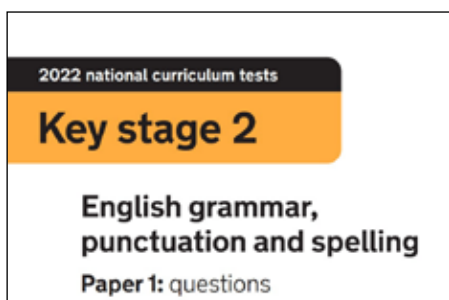 2022 national curriculum tests
Key stage 2
English grammar,
punctuation and spelling
Paper 1: questions